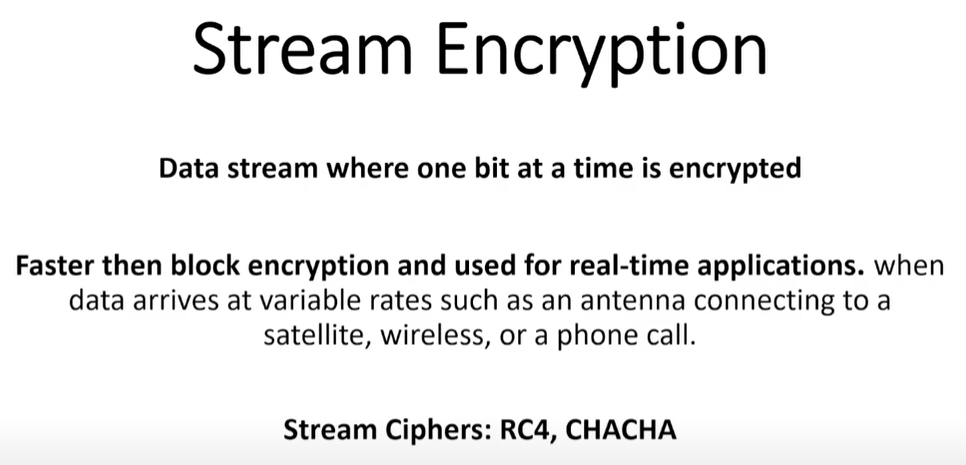 Stream Encryption
Data stream where one bit at a time is encrypted
Faster then block encryption and used for real-time applications. when
data arrives at variable rates such as an antenna connecting to a
satellite, wireless, or a phone call.
Stream Ciphers: RC4, CHACHA